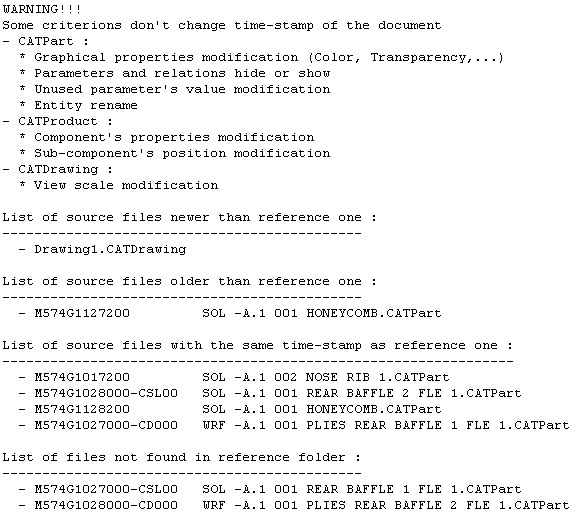 WARNING!!!
Some criterions don't change time-stamp of the document
- CATPart :
* Graphical properties modification (Color, Transparency,...)
* Parameters and relations hide or show
* Unused parameter's value modification
* Entity rename
- CATProduct :
* Component's properties modification
* Sub-component's position modification
- CATDrawing :
* View scale modification
List of source files newer than reference one :
---------------------------------------------
- Drawing1.CATDrawing
List of source files older than reference one :
---------------------------------------------
- M574G1127200 SOL -A.1 001 HONEYCOMB.CATPart
List of source files with the same time-stamp as reference one :
----------------------------------------------------------------
- M574G1017200 SOL -A.1 002 NOSE RIB 1.CATPart
- M574G1028000-CSL00 SOL -A.1 001 REAR BAFFLE 2 FLE 1.CATPart
- M574G1128200 SOL -A.1 001 HONEYCOMB.CATPart
- M574G1027000-CD000 WRF -A.1 001 PLIES REAR BAFFLE 1 FLE 1.CATPart
List of files not found in reference folder :
---------------------------------------------
- M574G1027000-CSL00 SOL -A.1 001 REAR BAFFLE 1 FLE 1.CATPart
- M574G1028000-CD000 WRF -A.1 001 PLIES REAR BAFFLE 2 FLE 1.CATPart